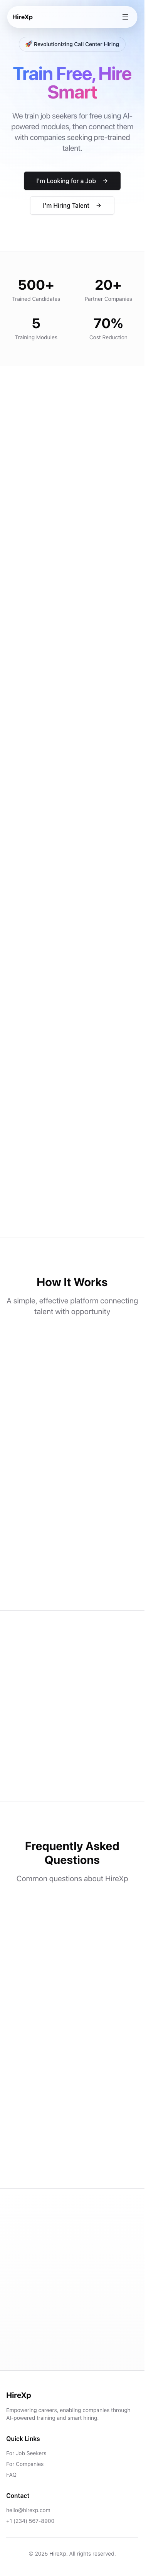 HireXp
🚀 Revolutionizing Call Center Hiring
Train Free, Hire
Smart
We train job seekers for free using AI-
powered modules, then connect them
with companies seeking pre-trained
talent.
I'm Looking for a Job →
I'm Hiring Talent →
500+
Trained Candidates
20+
Partner Companies
5
Training Modules
70%
Cost Reduction
How It Works
A simple, effective platform connecting
talent with opportunity
Frequently Asked
Questions
Common questions about HireXp
HireXp
Empowering careers, enabling companies through
AI-powered training and smart hiring.
Quick Links
For Job Seekers
For Companies
FAQ
Contact
hello@hirexp.com
+1 (234) 567-8900
© 2025 HireXp. All rights reserved.